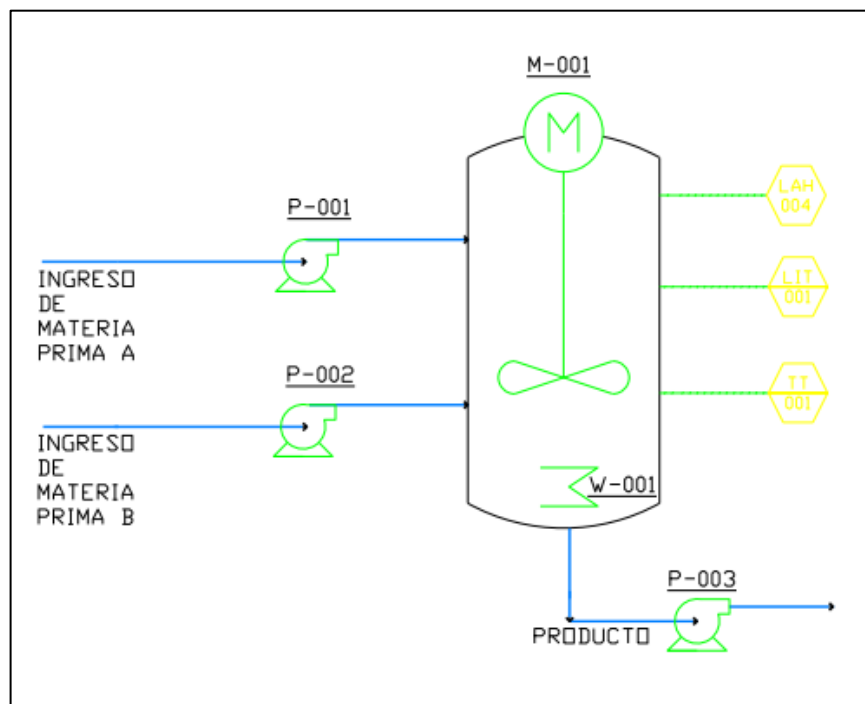 M-001
M
LAH
004
P-001
INGRESO
DE
MATERIA
PRIMA A
LIT
001
P-002
TT
001
INGRESO
DE
MATERIA
PRIMA B
W-001
P-003
PRODUCTO